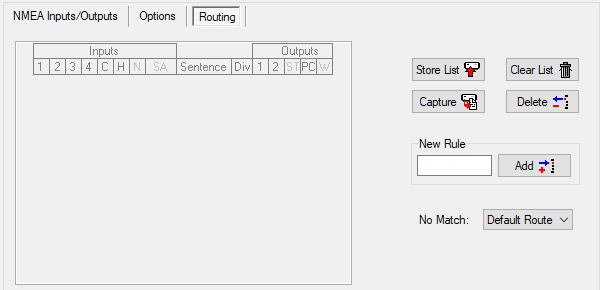 NMEA Inputs/Outputs Options Routing
Inputs Outputs
1 2 3 4 C H N SA Sentence Div 1 2 ST PC W
Store List Clear List
Capture Delete
New Rule
Add
No Match: Default Route